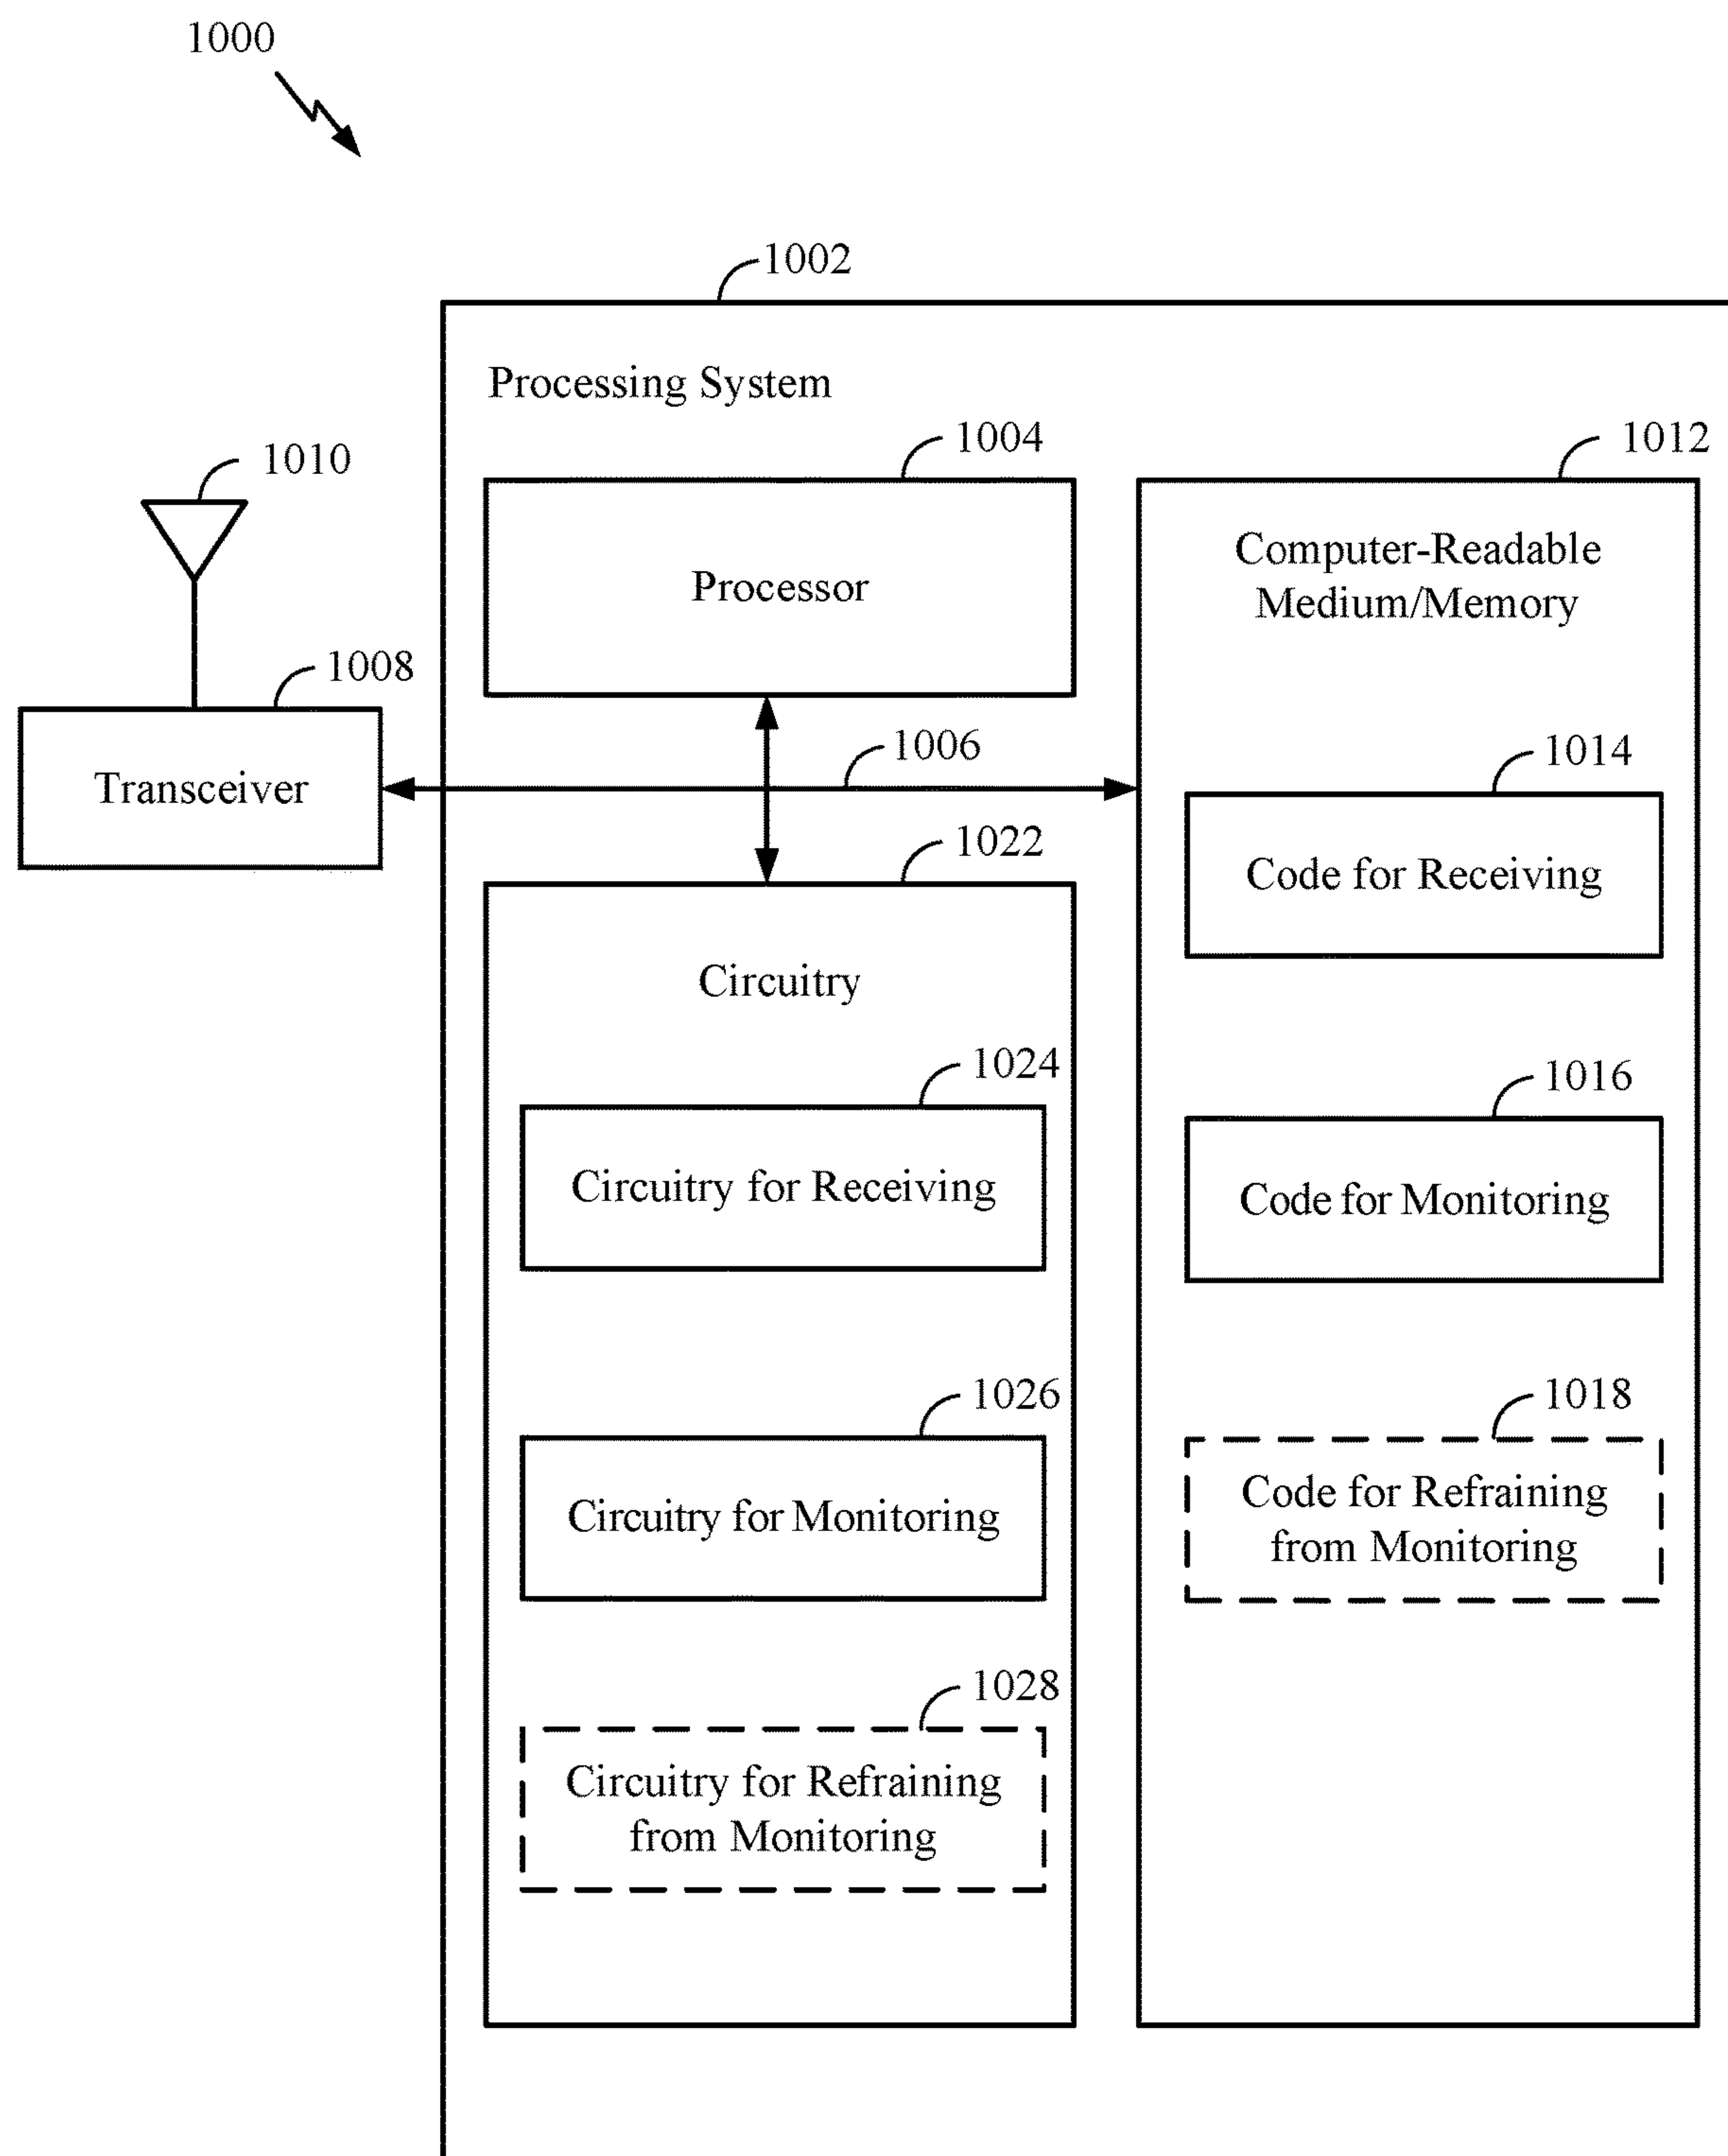 1000
1002
Processing System
1004
1012
1010
Processor
Computer-Readable
Medium/Memory
1008
Transceiver
1006
1014
Code for Receiving
1022
Circuitry
1024
Circuitry for Receiving
1016
Code for Monitoring
1026
Circuitry for Monitoring
1018
Code for Refraining
from Monitoring
1028
Circuitry for Refraining
from Monitoring